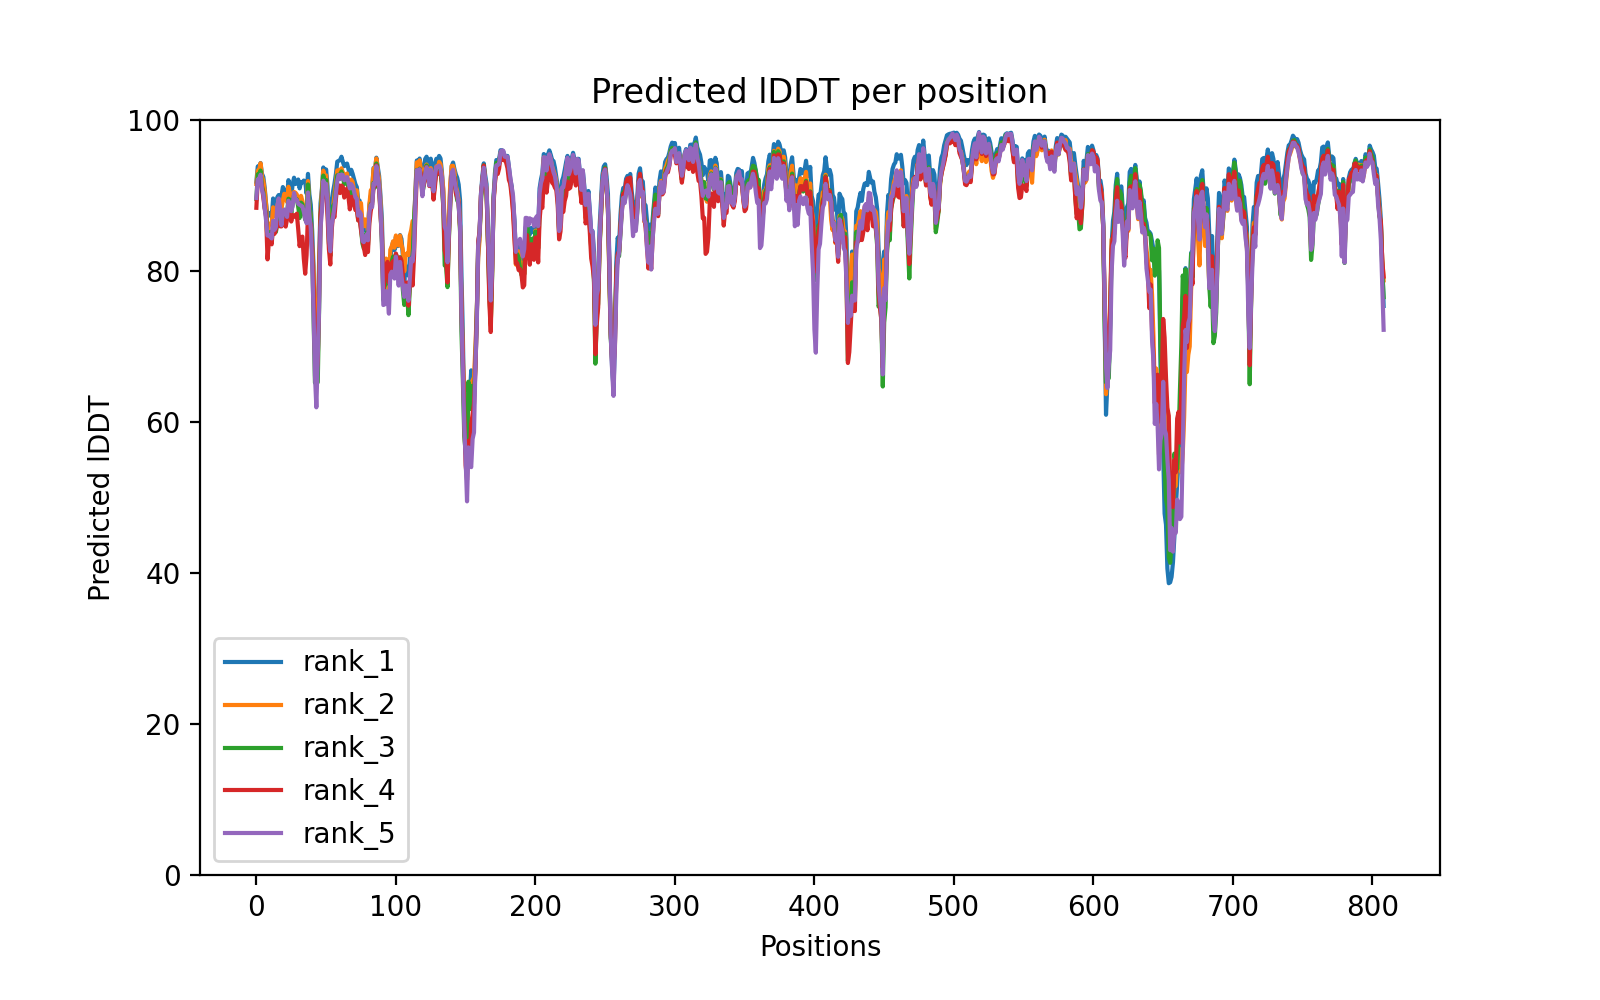 Predicted lDDT per position
100
80
60
40
20
0
Predicted lDDT
rank_1
rank_2
rank_3
rank_4
rank_5
0 100 200 300 400 500 600 700 800
Positions